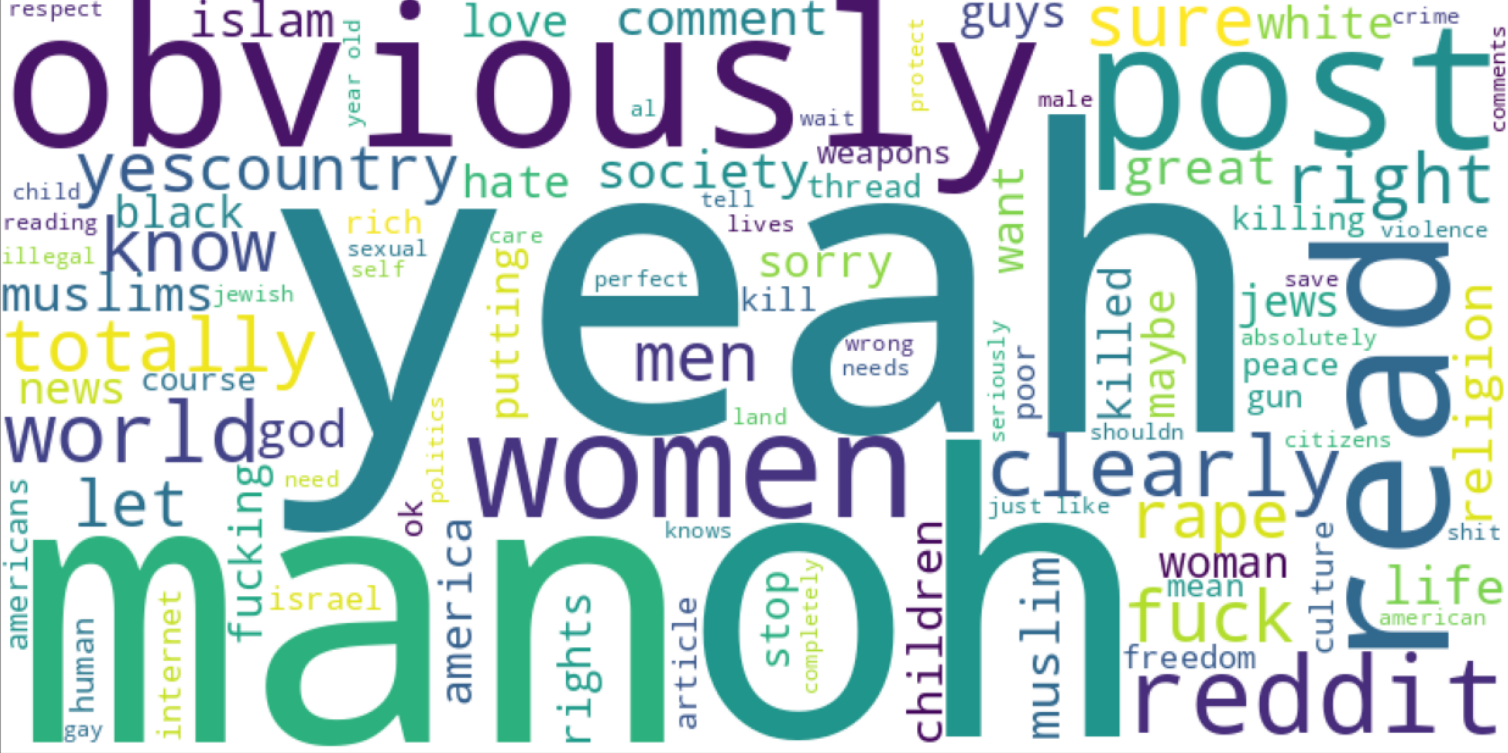 respect
islam
year old
love
comment
protect
guys
sure
white
crime
comments
obviously
al
wait
male
post
yes
country
hate
society
weapons
thread
want
great
right
child
reading
black
know
rich
sexual
self
care
tell
lives
killing
violence
illegal
muslims
jewish
yeah
putting
perfect
sorry
kill
killed
maybe
save
jews
read
religion
totally
men
wrong
needs
seriously
poor
absolutely
peace
gun
news
course
world
god
politics
land
shouldn
citizens
women
clearly
need
let
fucking
ok
americans
america
knows
just like
rape
shit
man
oh
woman
mean
culture
life
american
fuck
human
gay
internet
israel
rights
article
stop
completely
children
muslim
freedom
reddit